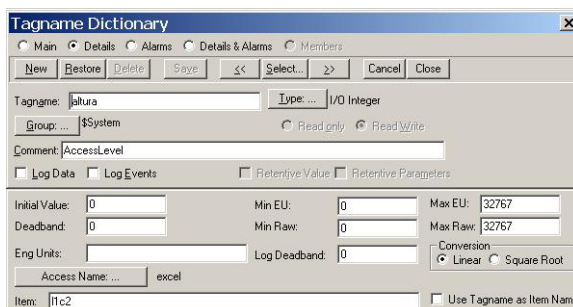 Tagname Dictionary
Main Details Alarms Details & Alarms Members
New Restore Delete Save << Select... >> Cancel Close
Tagname: altura Type: ... I/O Integer
Group: ... $System Read only Read Write
Comment: AccessLevel
Log Data Log Events Retentive Value Retentive Parameters
Initial Value: 0 Min EU: 0 Max EU: 32767
Deadband: 0 Min Raw: 0 Max Raw: 32767
Eng Units: Log Deadband: 0 Conversion
Linear Square Root
Access Name: ... excel
Item: l1c2 Use Tagname as Item Nam